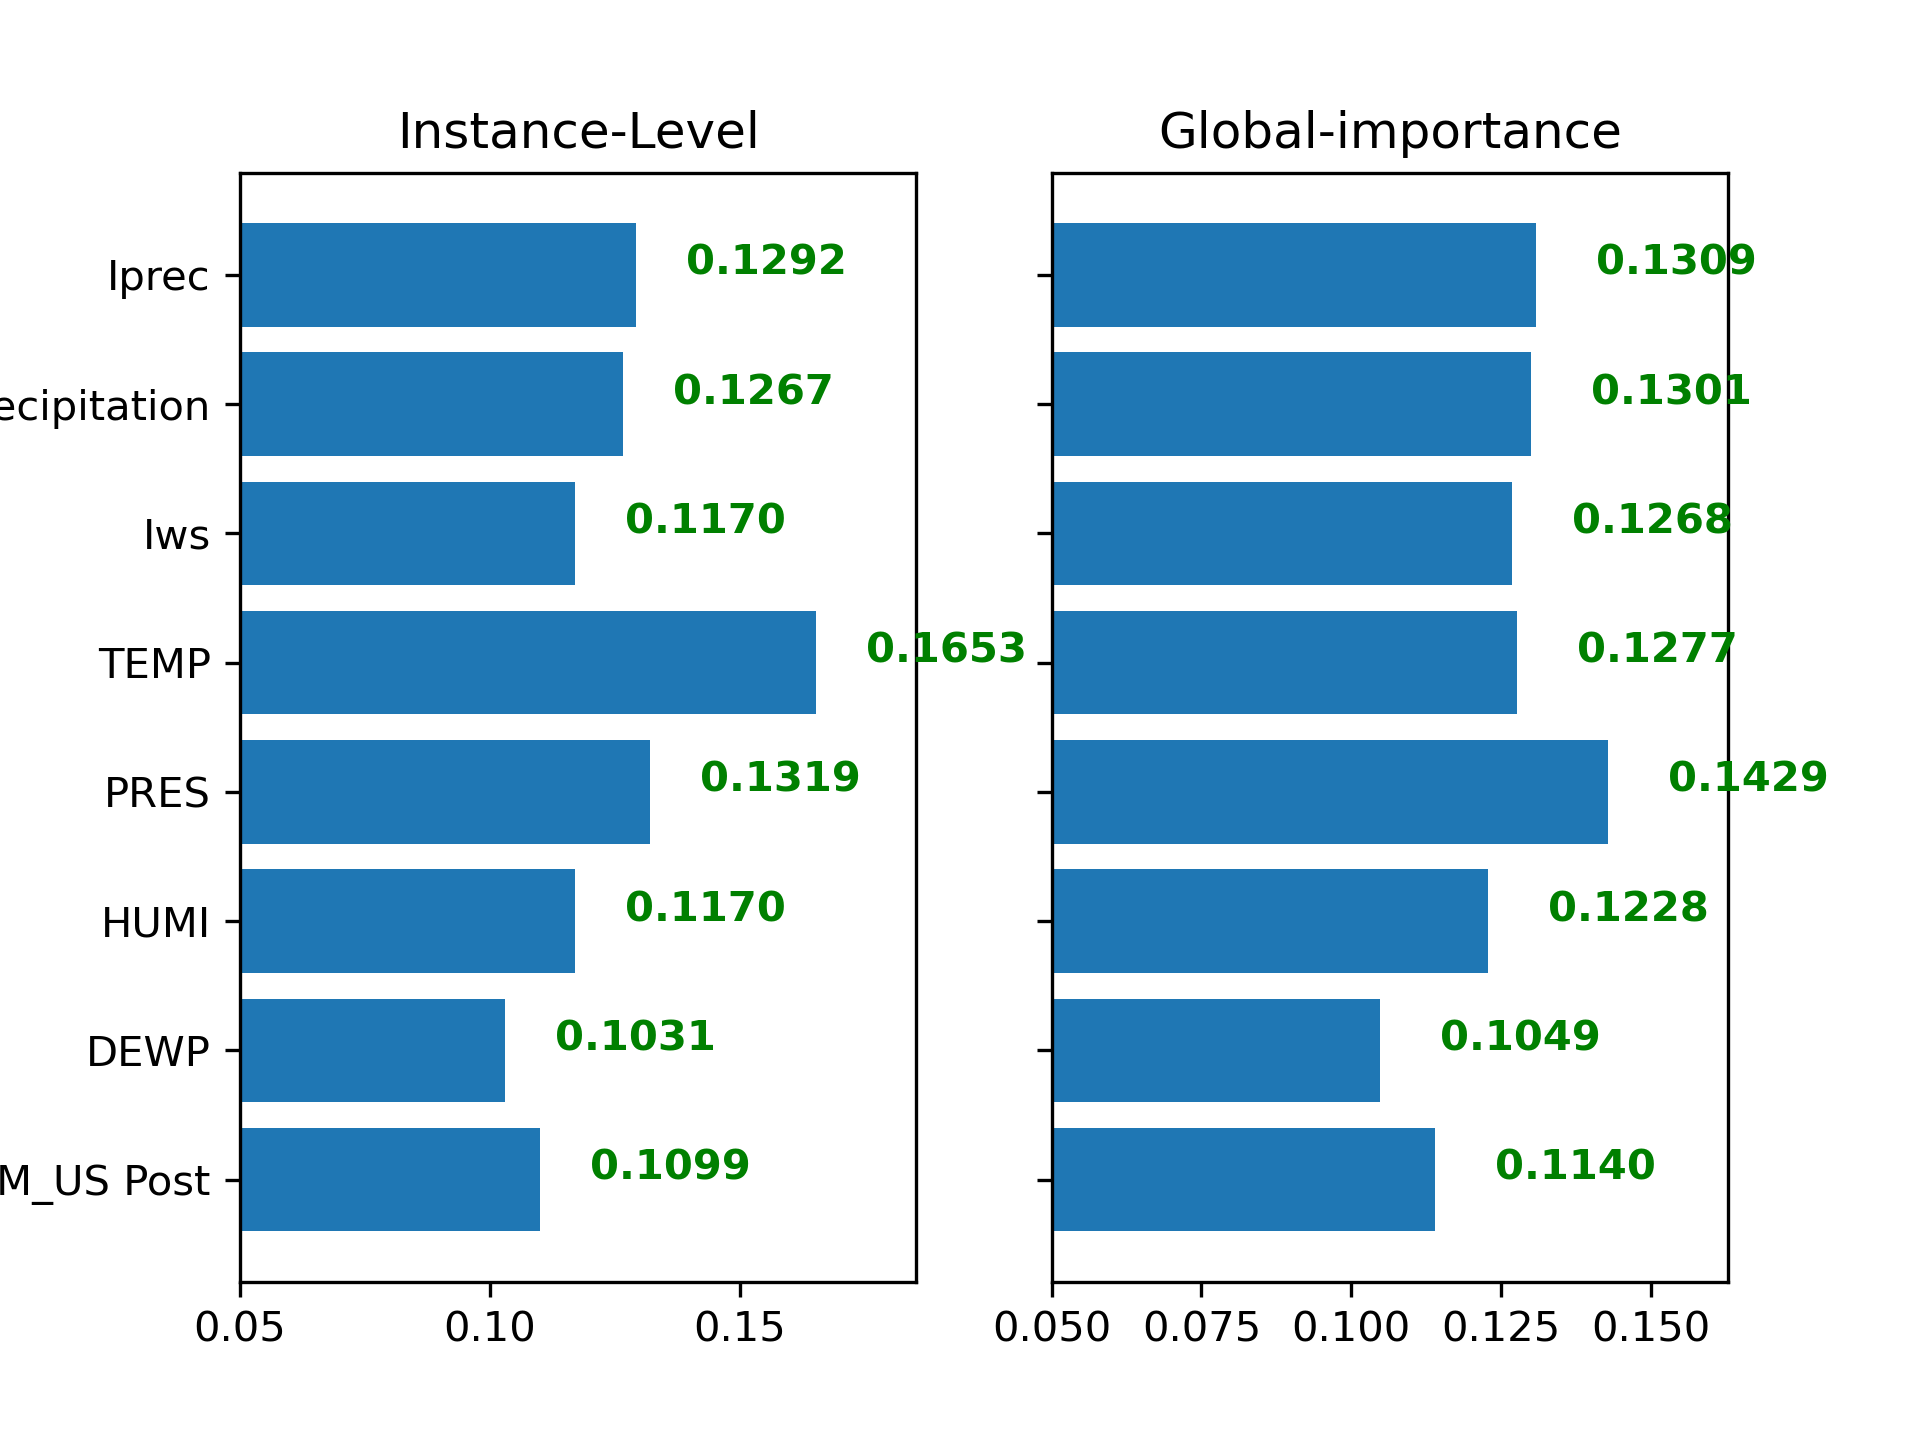 Instance-Level Global-importance
Iprec 0.1292 0.1309
ecipitation 0.1267 0.1301
Iws 0.1170 0.1268
TEMP 0.1653 0.1277
PRES 0.1319 0.1429
HUMI 0.1170 0.1228
DEWP 0.1031 0.1049
M_US Post 0.1099 0.1140
0.05 0.10 0.15 0.050 0.075 0.100 0.125 0.150